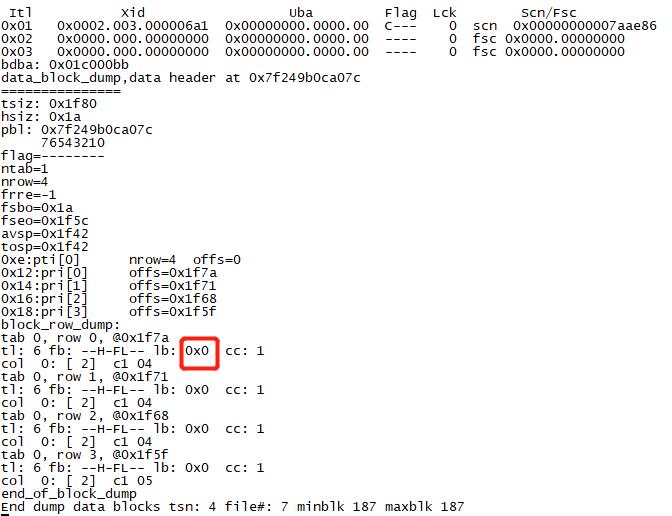 Itl Xid Uba Flag Lck Scn/Fsc
0x01 0x0002.003.000006a1 0x00000000.0000.00 C--- 0 scn 0x00000000007aae86
0x02 0x0000.000.00000000 0x00000000.0000.00 ---- 0 fsc 0x0000.00000000
0x03 0x0000.000.00000000 0x00000000.0000.00 ---- 0 fsc 0x0000.00000000
bdba: 0x01c000bb
data_block_dump,data header at 0x7f249b0ca07c
===============
tsiz: 0x1f80
hsiz: 0x1a
pbl: 0x7f249b0ca07c
76543210
flag=--------
ntab=1
nrow=4
frre=-1
fsbo=0x1a
fseo=0x1f5c
avsp=0x1f42
tosp=0x1f42
0xe:pti[0] nrow=4 offs=0
0x12:pri[0] offs=0x1f7a
0x14:pri[1] offs=0x1f71
0x16:pri[2] offs=0x1f68
0x18:pri[3] offs=0x1f5f
block_row_dump:
tab 0, row 0, @0x1f7a
tl: 6 fb: --H-FL-- lb: 0x0 cc: 1
col 0: [ 2] c1 04
tab 0, row 1, @0x1f71
tl: 6 fb: --H-FL-- lb: 0x0 cc: 1
col 0: [ 2] c1 04
tab 0, row 2, @0x1f68
tl: 6 fb: --H-FL-- lb: 0x0 cc: 1
col 0: [ 2] c1 04
tab 0, row 3, @0x1f5f
tl: 6 fb: --H-FL-- lb: 0x0 cc: 1
col 0: [ 2] c1 05
end_of_block_dump
End dump data blocks tsn: 4 file#: 7 minblk 187 maxblk 187